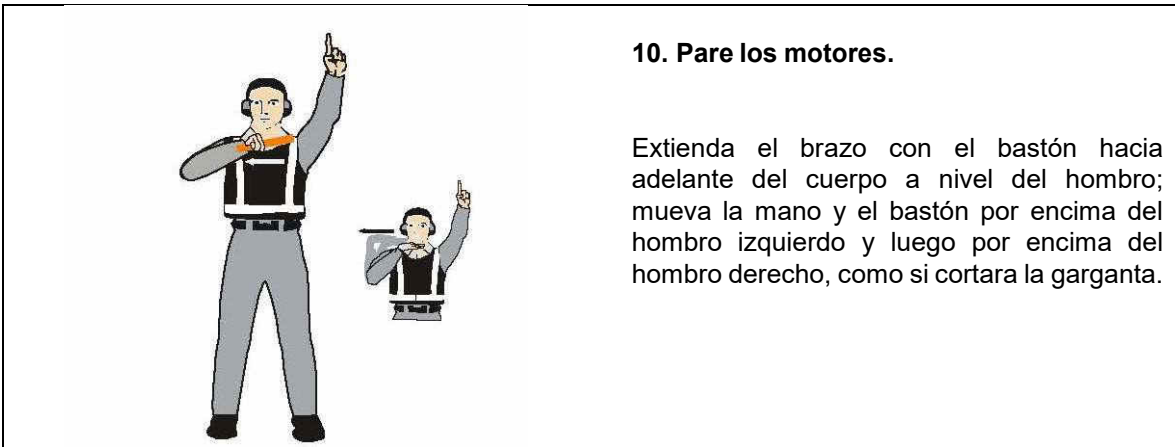 10. Pare los motores.
Extienda el brazo con el bastón hacia
adelante del cuerpo a nivel del hombro;
mueva la mano y el bastón por encima del
hombro izquierdo y luego por encima del
hombro derecho, como si cortara la garganta.